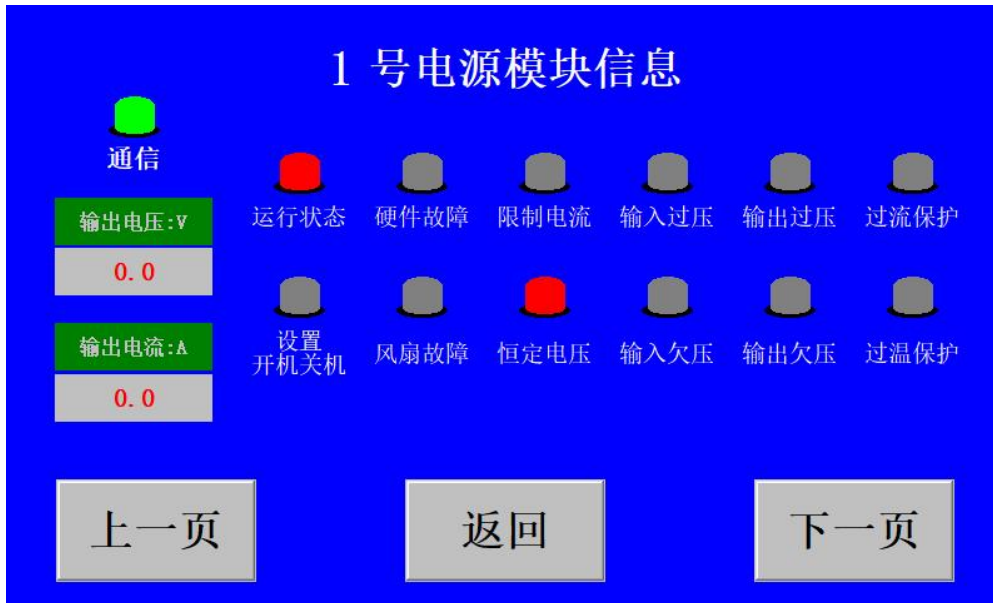 1 号电源模块信息
通信
运行状态 硬件故障 限制电流 输入过压 输出过压 过流保护
输出电压:V
0.0
设置
开机关机 风扇故障 恒定电压 输入欠压 输出欠压 过温保护
输出电流:A
0.0
上一页 返回 下一页